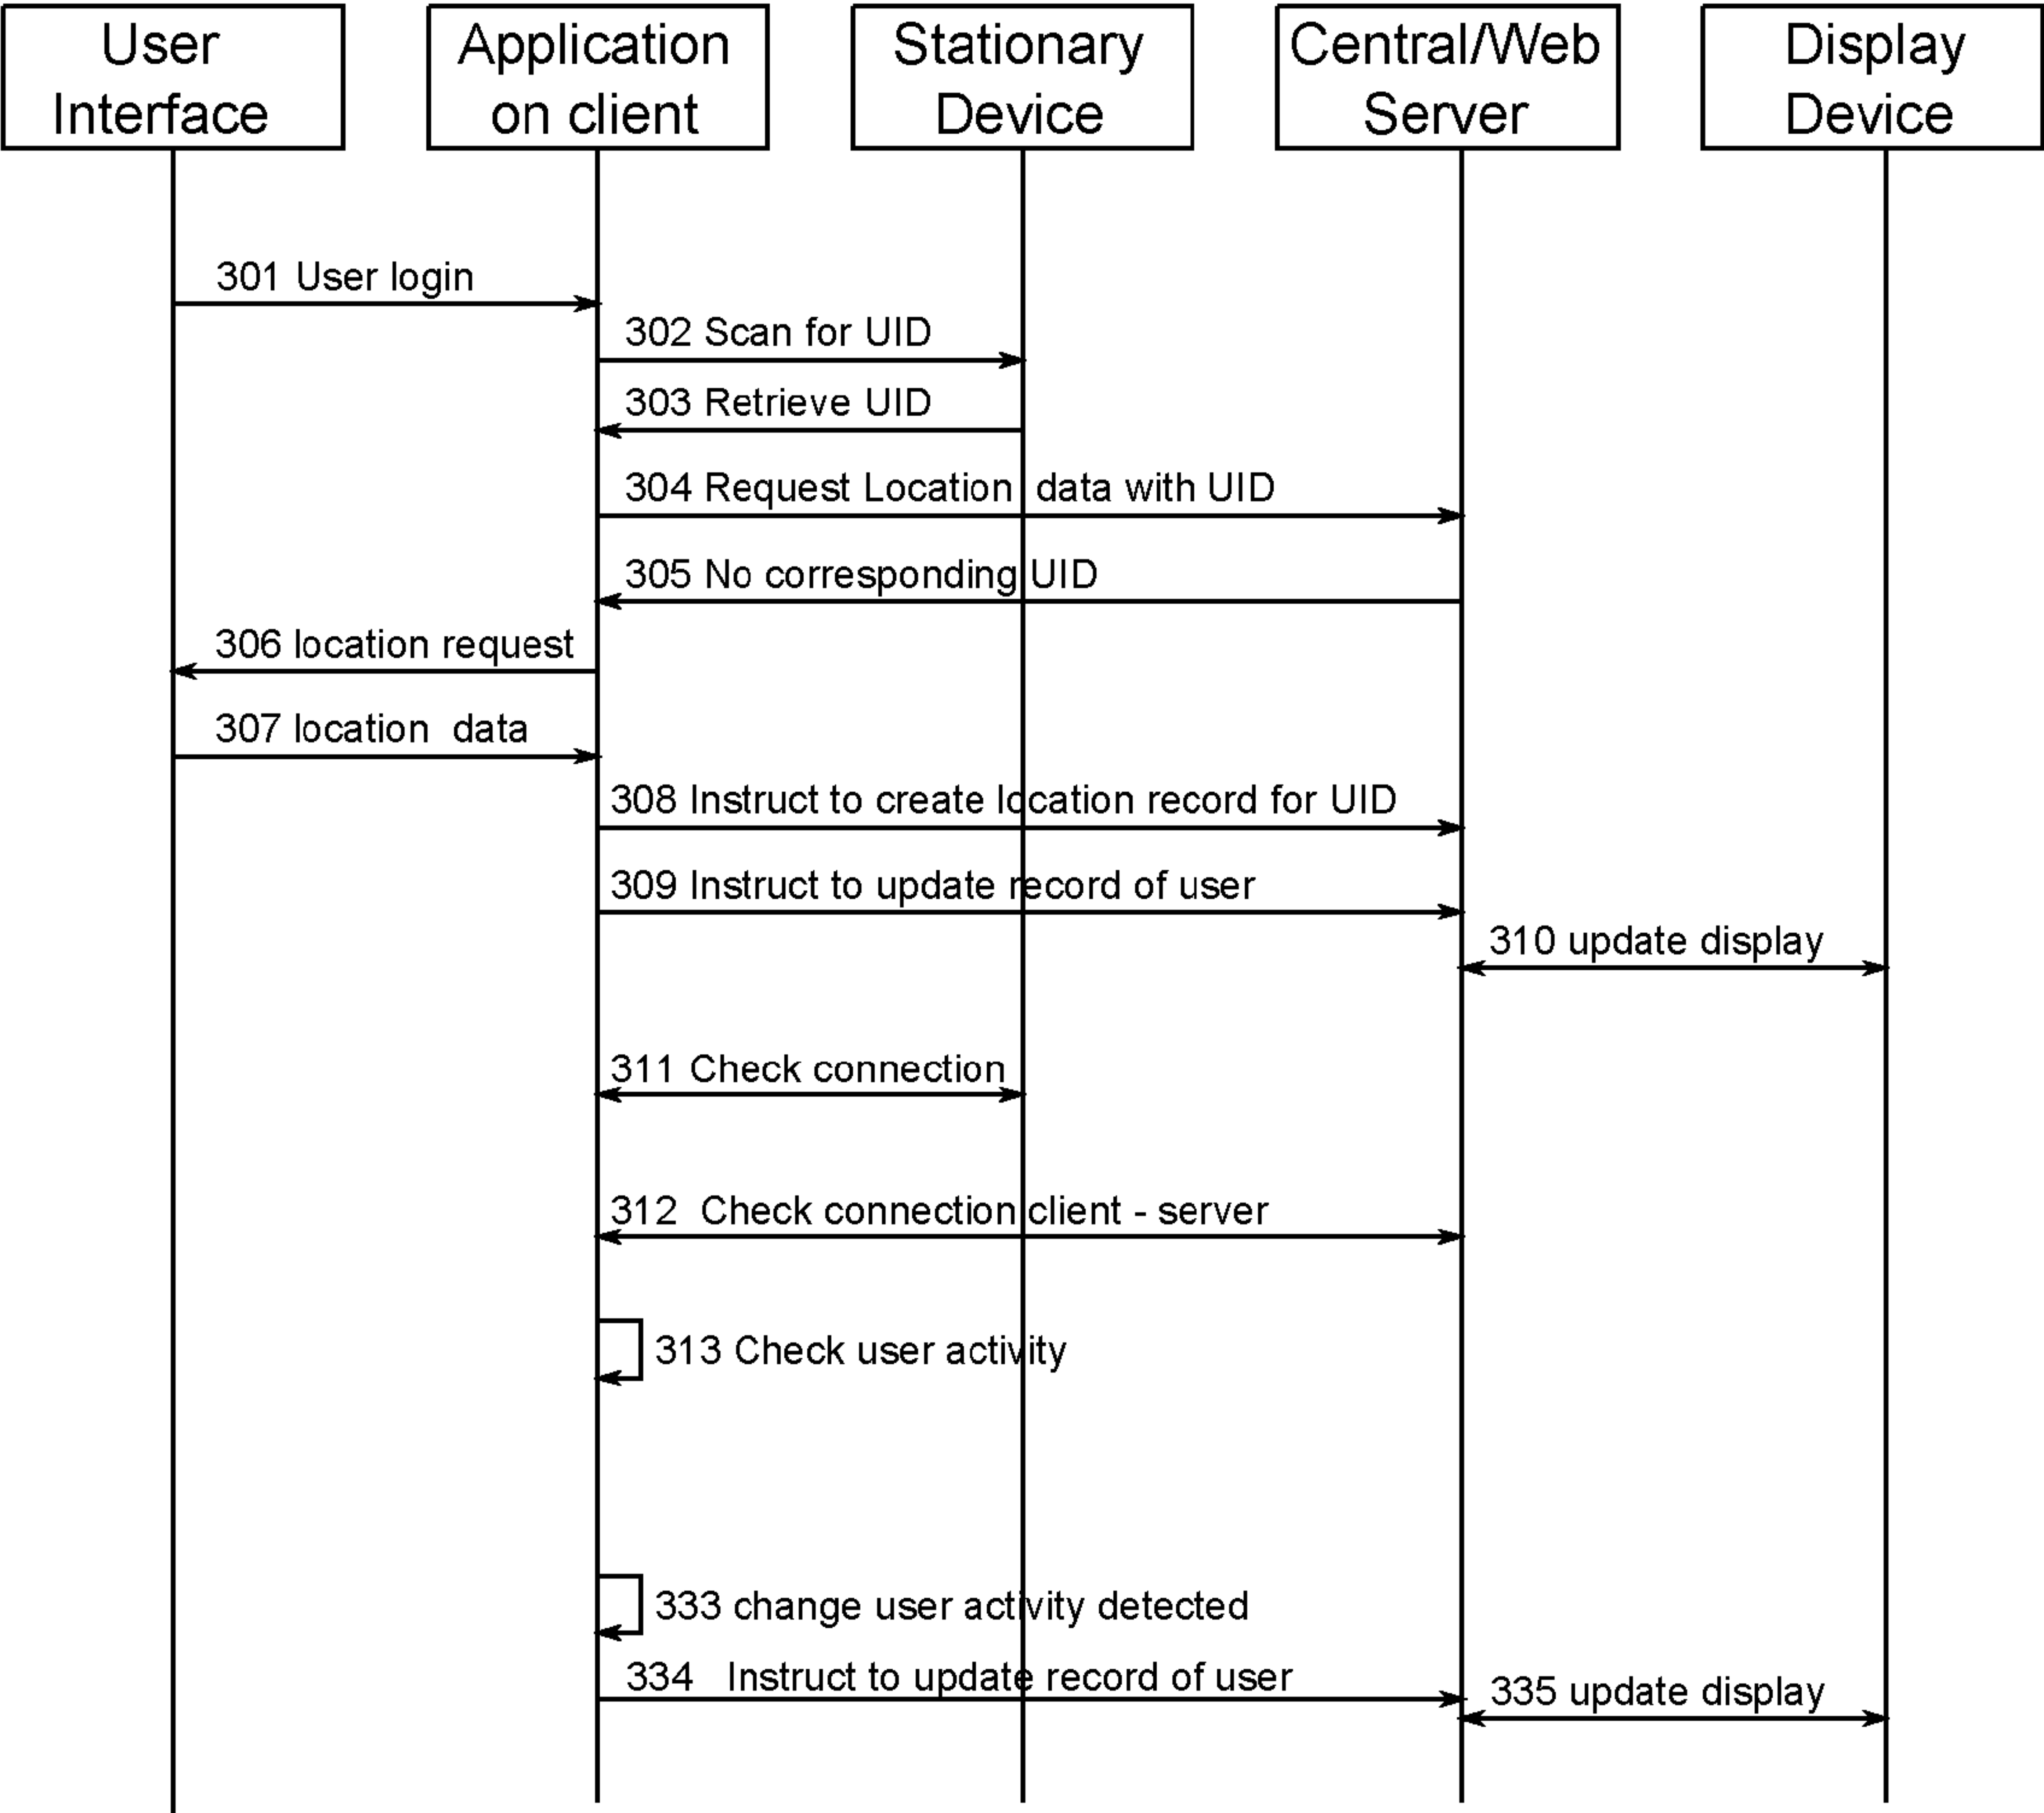 User
Interface
Application
on client
Stationary
Device
Central/Web
Server
Display
Device
301 User login
302 Scan for UID
303 Retrieve UID
304 Request Location data with UID
305 No corresponding UID
306 location request
307 location data
308 Instruct to create location record for UID
309 Instruct to update record of user
310 update display
311 Check connection
312 Check connection client - server
313 Check user activity
333 change user activity detected
334 Instruct to update record of user
335 update display